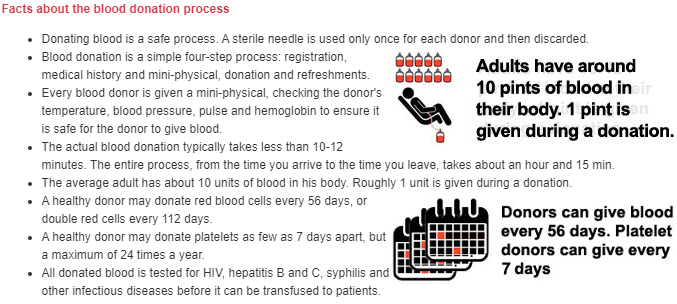 Facts about the blood donation process
Donating blood is a safe process. A sterile needle is used only once for each donor and then discarded.
Blood donation is a simple four-step process: registration,
medical history and mini-physical, donation and refreshments.
Every blood donor is given a mini-physical, checking the donor's
temperature, blood pressure, pulse and hemoglobin to ensure it
is safe for the donor to give blood.
The actual blood donation typically takes less than 10-12
minutes. The entire process, from the time you arrive to the time you leave, takes about an hour and 15 min.
The average adult has about 10 units of blood in his body. Roughly 1 unit is given during a donation.
A healthy donor may donate red blood cells every 56 days, or
double red cells every 112 days.
A healthy donor may donate platelets as few as 7 days apart, but
a maximum of 24 times a year.
All donated blood is tested for HIV, hepatitis B and C, syphilis and
other infectious diseases before it can be transfused to patients.
Adults have around
10 pints of blood in
their body. 1 pint is
given during a donation.
Donors can give blood
every 56 days. Platelet
donors can give every
7 days